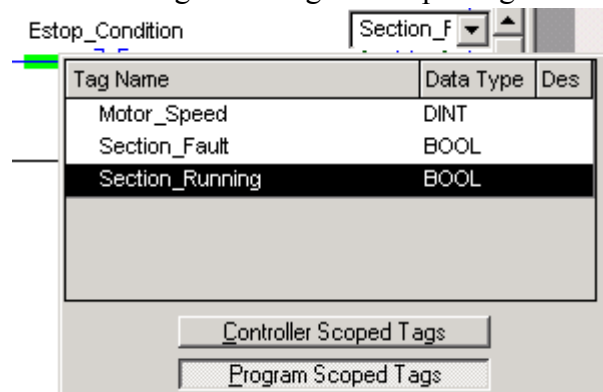 Estop_Condition Section_F
Tag Name Data Type Des
Motor_Speed DINT
Section_Fault BOOL
Section_Running BOOL
Controller Scoped Tags
Program Scoped Tags